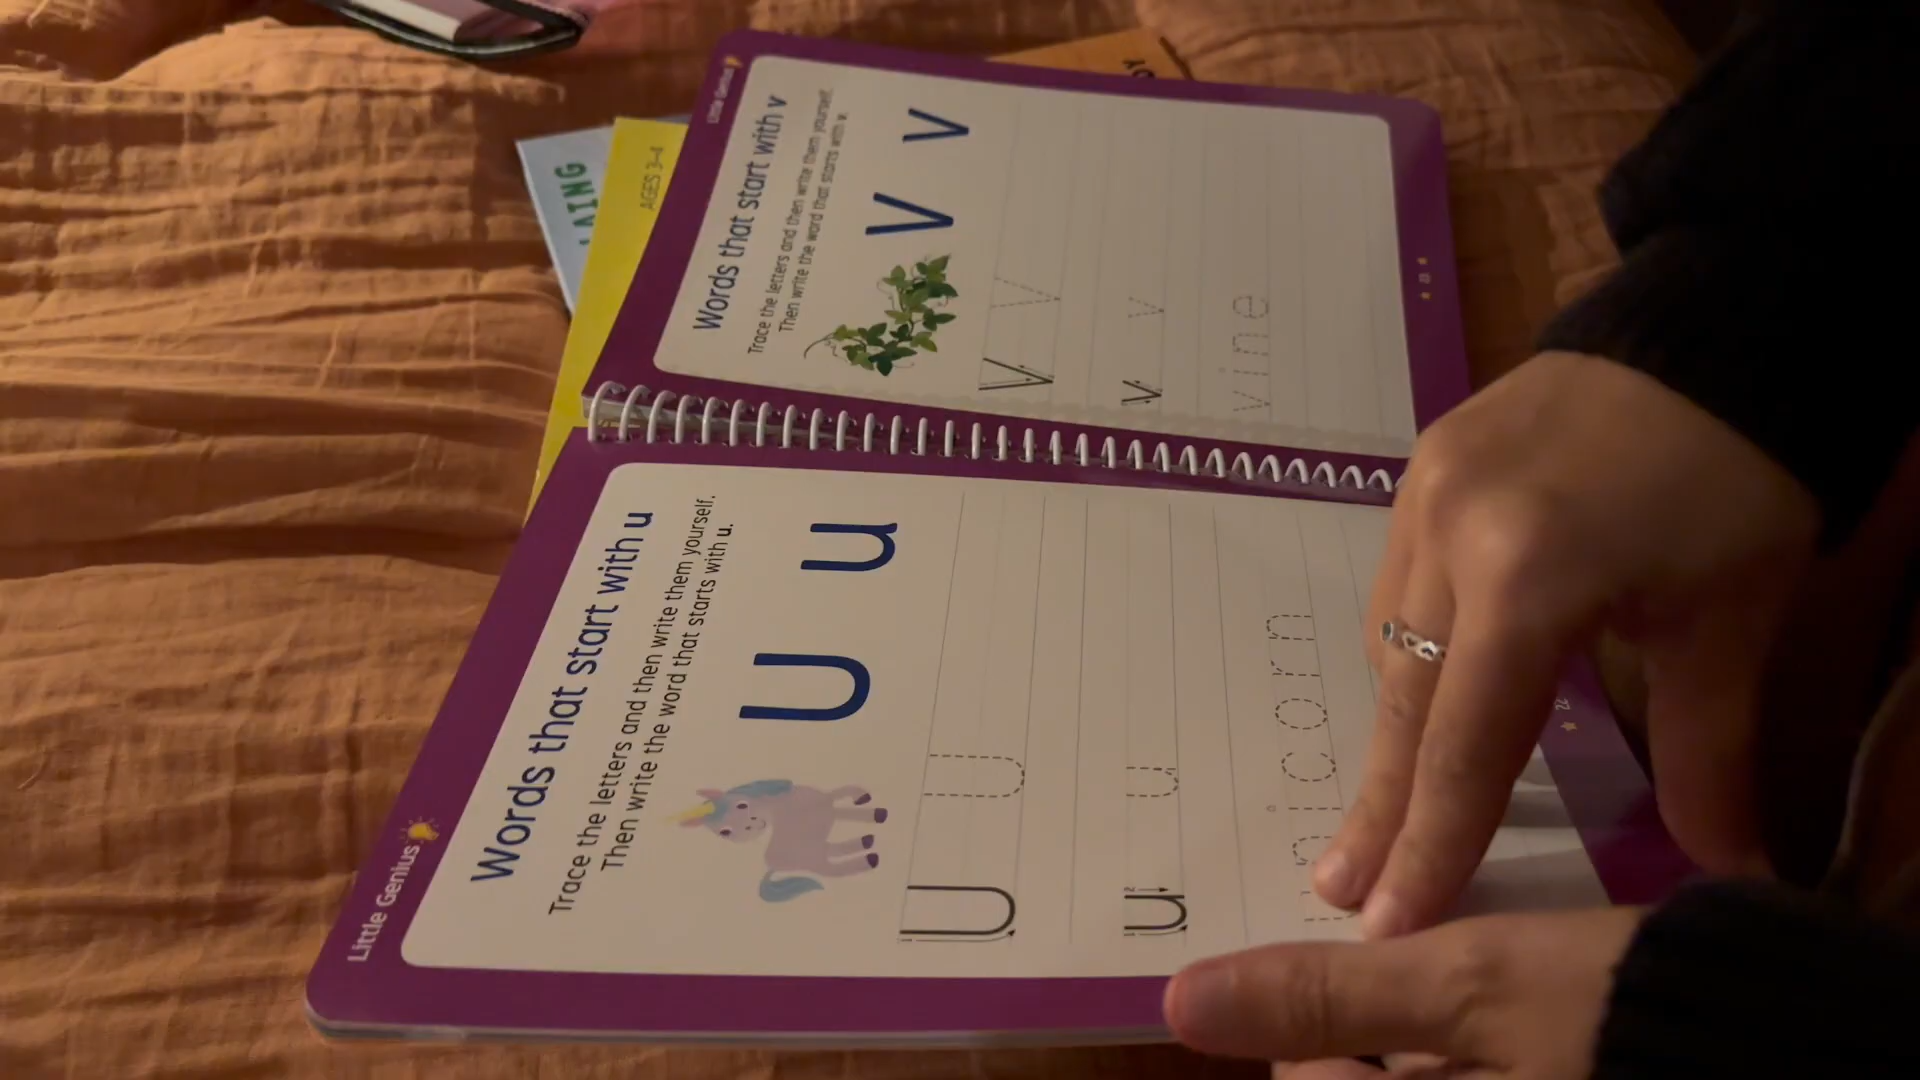 Little Genius
Words that start with u
Trace the letters and then write them yourself.
Then write the word that starts with u.
U u
U U
u u
unicorn
22
Little Genius
Words that start with v
Trace the letters and then write them yourself.
Then write the word that starts with v.
V v
V V
v v
vine
23
AGES 3–4